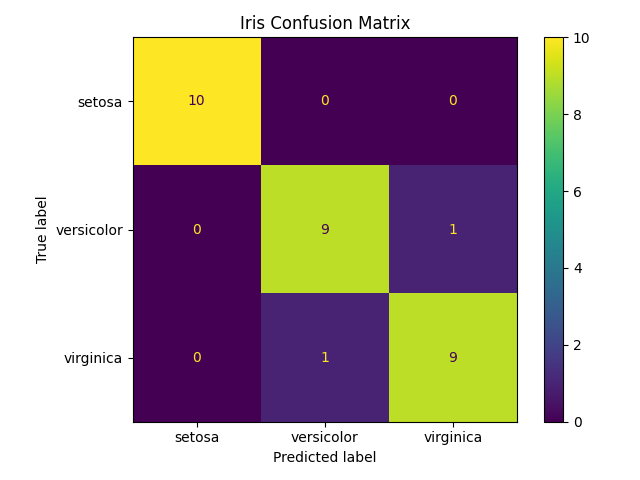 Iris Confusion Matrix
setosa 10 0 0
versicolor 0 9 1
virginica 0 1 9
setosa versicolor virginica
Predicted label
True label
10
8
6
4
2
0